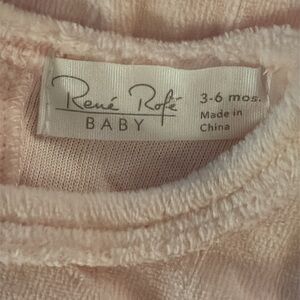 René Rofé
BABY
3-6 mos.
Made in
China